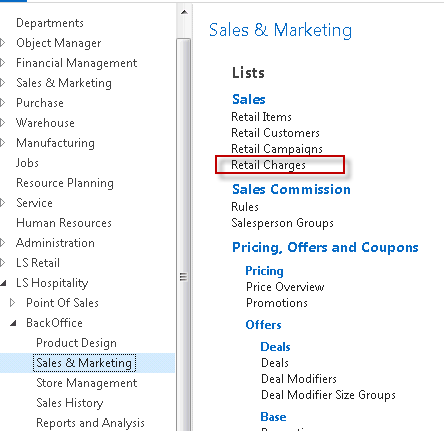 Departments
Object Manager
Financial Management
Sales & Marketing
Purchase
Warehouse
Manufacturing
Jobs
Resource Planning
Service
Human Resources
Administration
LS Retail
LS Hospitality
Point Of Sales
BackOffice
Product Design
Sales & Marketing
Store Management
Sales History
Reports and Analysis
Sales & Marketing
Lists
Sales
Retail Items
Retail Customers
Retail Campaigns
Retail Charges
Sales Commission
Rules
Salesperson Groups
Pricing, Offers and Coupons
Pricing
Price Overview
Promotions
Offers
Deals
Deals
Deal Modifiers
Deal Modifier Size Groups
Base